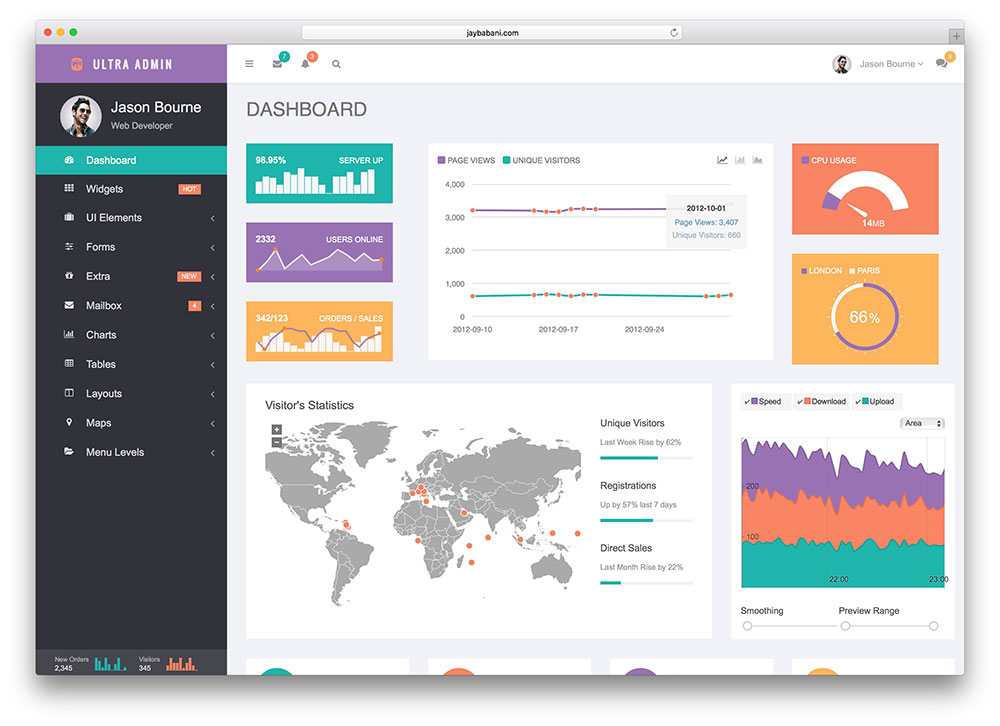 jaybabani.com
ULTRA ADMIN
7
3
Jason Bourne
9
Jason Bourne
Web Developer
Dashboard
Widgets HOT
UI Elements
Forms
Extra NEW
Mailbox 4
Charts
Tables
Layouts
Maps
Menu Levels
New Orders
2,345
Visitors
345
DASHBOARD
98.95% SERVER UP
2332 USERS ONLINE
342/123 ORDERS / SALES
PAGE VIEWS UNIQUE VISITORS
4,000
3,000
2,000
1,000
0
2012-09-10 2012-09-17 2012-09-24
2012-10-01
Page Views: 3,407
Unique Visitors: 660
CPU USAGE
14MB
LONDON PARIS
66%
Visitor's Statistics
+
−
Unique Visitors
Last Week Rise by 62%
Registrations
Up by 57% last 7 days
Direct Sales
Last Month Rise by 22%
Speed Download Upload
Area
200
100
22:00 23:00
Smoothing Preview Range